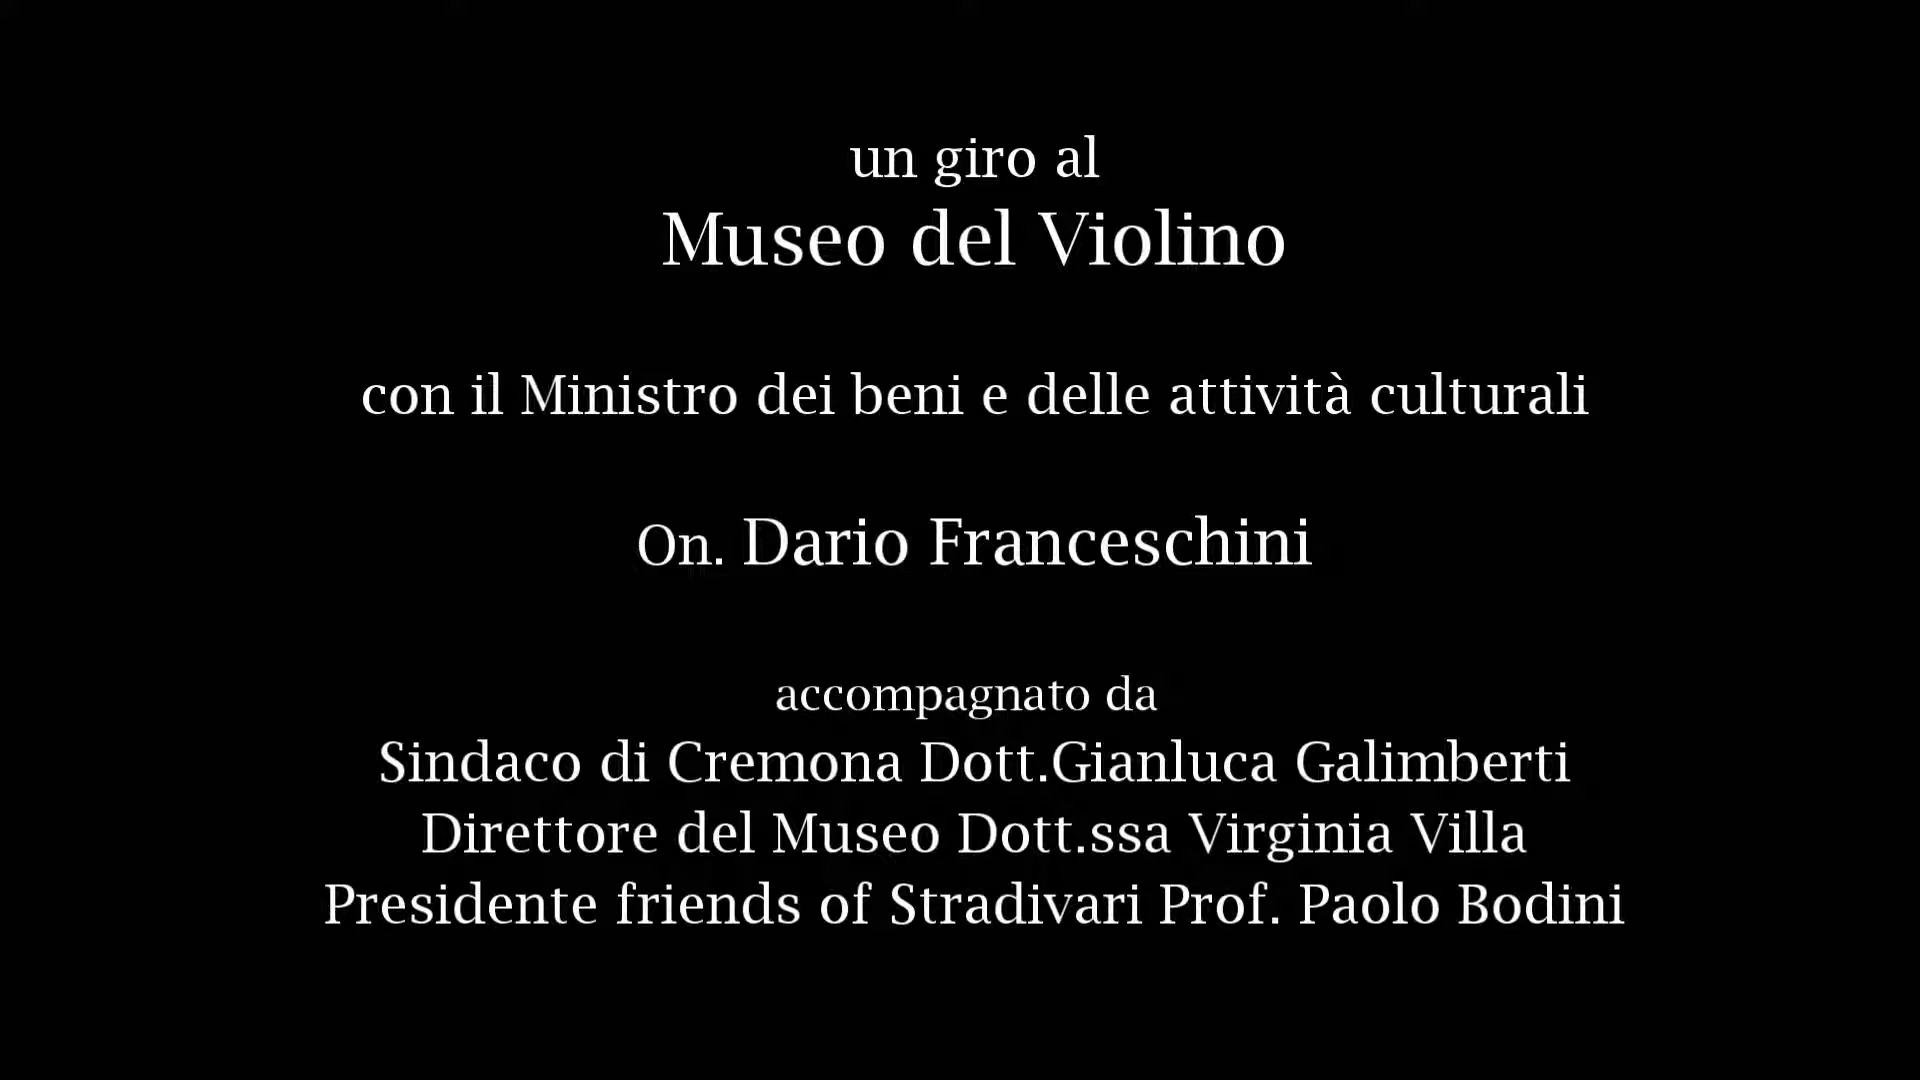 un giro al
Museo del Violino
con il Ministro dei beni e delle attività culturali
On. Dario Franceschini
accompagnato da
Sindaco di Cremona Dott.Gianluca Galimberti
Direttore del Museo Dott.ssa Virginia Villa
Presidente friends of Stradivari Prof. Paolo Bodini